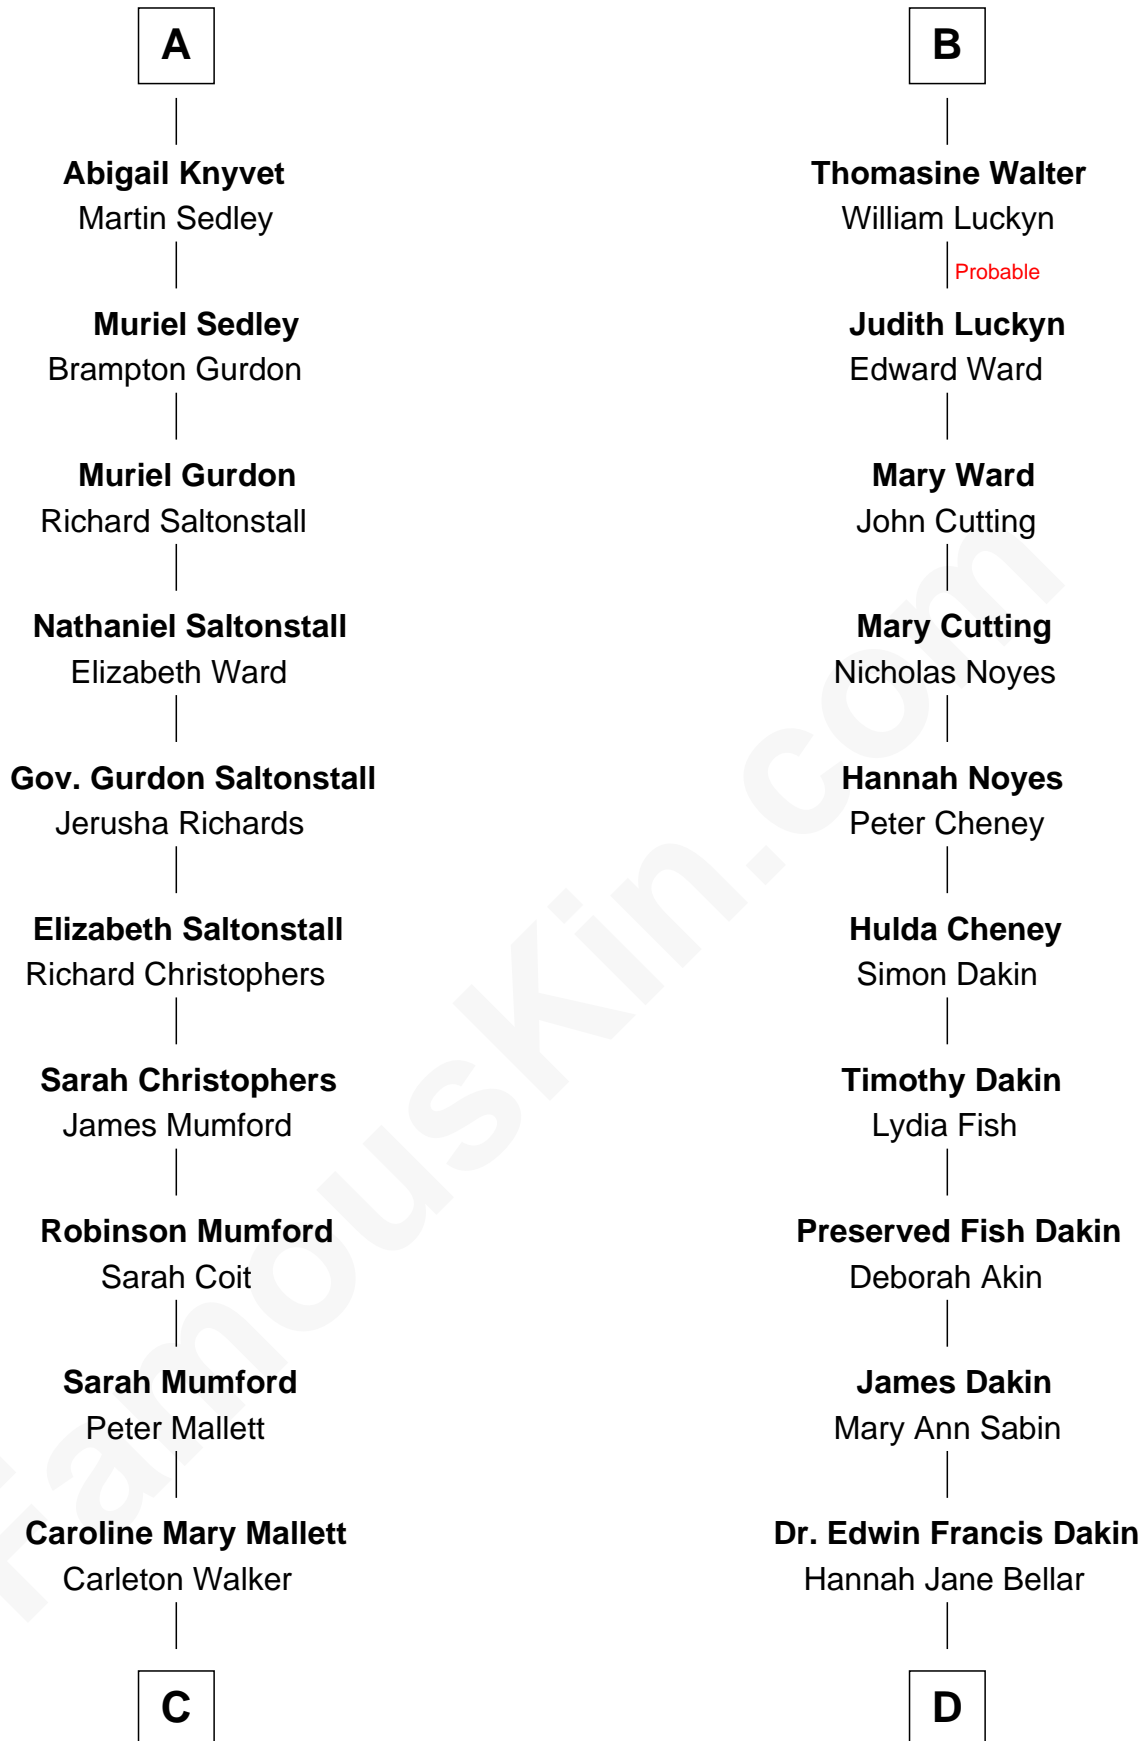 A
Abigail Knyvet
Martin Sedley
Muriel Sedley
Brampton Gurdon
Muriel Gurdon
Richard Saltonstall
Nathaniel Saltonstall
Elizabeth Ward
Gov. Gurdon Saltonstall
Jerusha Richards
Elizabeth Saltonstall
Richard Christophers
Sarah Christophers
James Mumford
Robinson Mumford
Sarah Coit
Sarah Mumford
Peter Mallett
Caroline Mary Mallett
Carleton Walker
C
B
Thomasine Walter
William Luckyn
Probable
Judith Luckyn
Edward Ward
Mary Ward
John Cutting
Mary Cutting
Nicholas Noyes
Hannah Noyes
Peter Cheney
Hulda Cheney
Simon Dakin
Timothy Dakin
Lydia Fish
Preserved Fish Dakin
Deborah Akin
James Dakin
Mary Ann Sabin
Dr. Edwin Francis Dakin
Hannah Jane Bellar
D
FamousKin.com